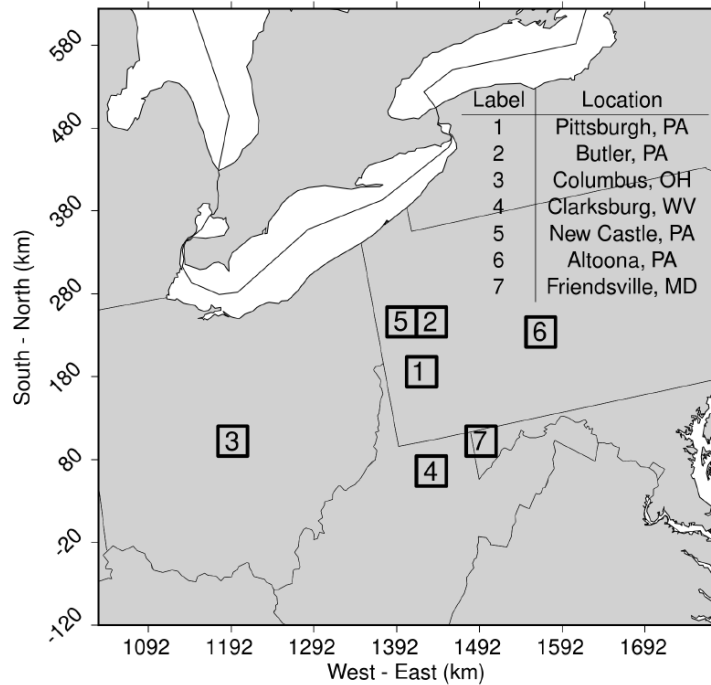 580
480
380
280
180
80
-20
-120
South - North (km)
Label Location
1 Pittsburgh, PA
2 Butler, PA
3 Columbus, OH
4 Clarksburg, WV
5 New Castle, PA
6 Altoona, PA
7 Friendsville, MD
5 2 6
1
3 7
4
1092 1192 1292 1392 1492 1592 1692
West - East (km)